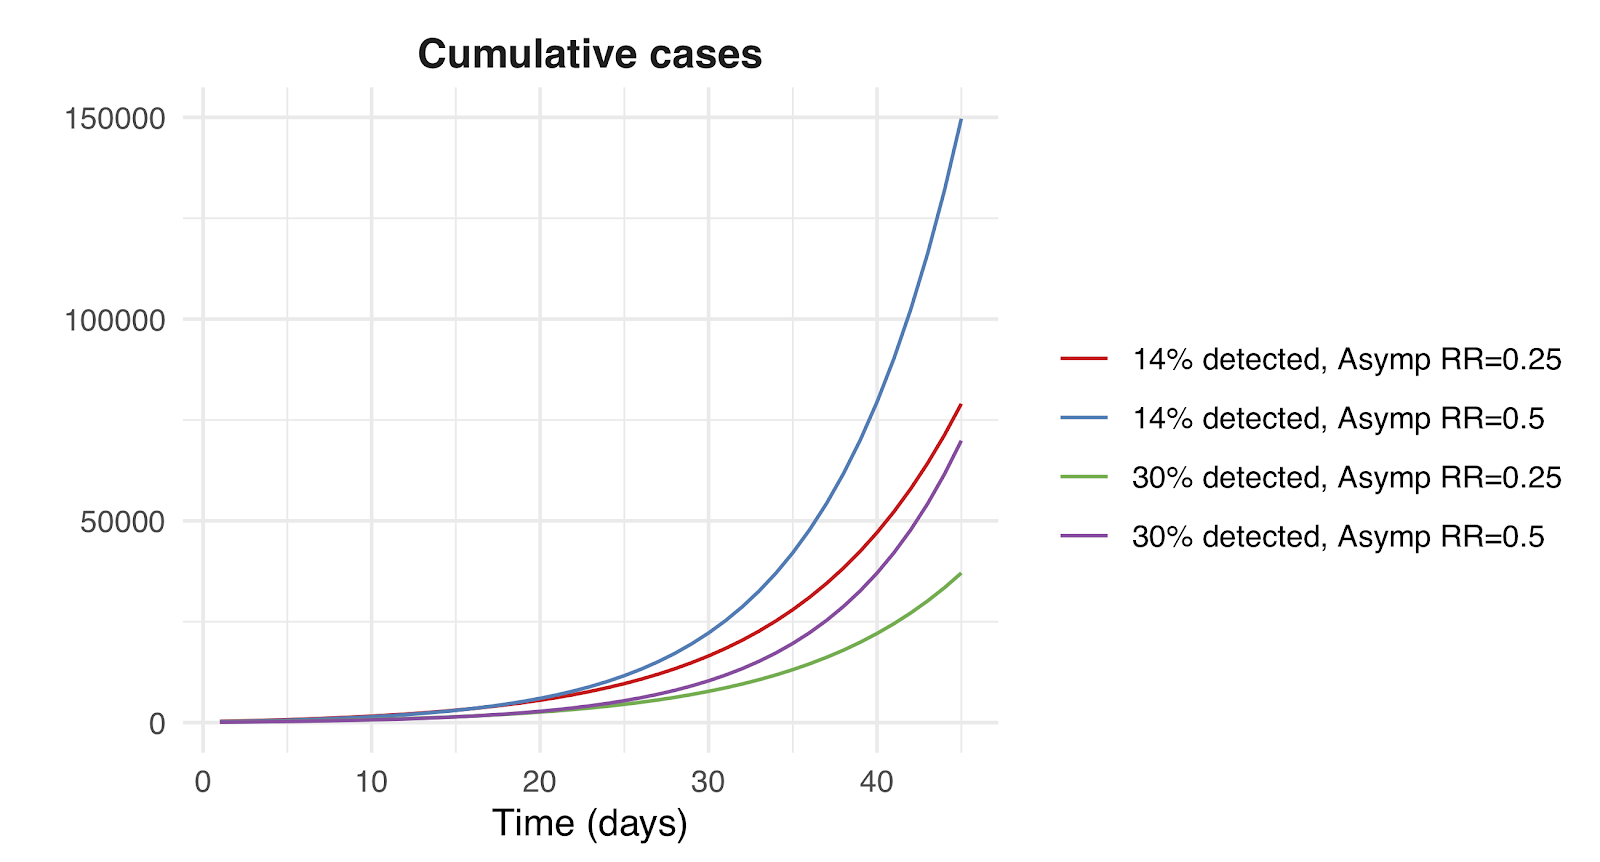 Cumulative cases
150000
100000
50000
0
0 10 20 30 40
Time (days)
14% detected, Asymp RR=0.25
14% detected, Asymp RR=0.5
30% detected, Asymp RR=0.25
30% detected, Asymp RR=0.5